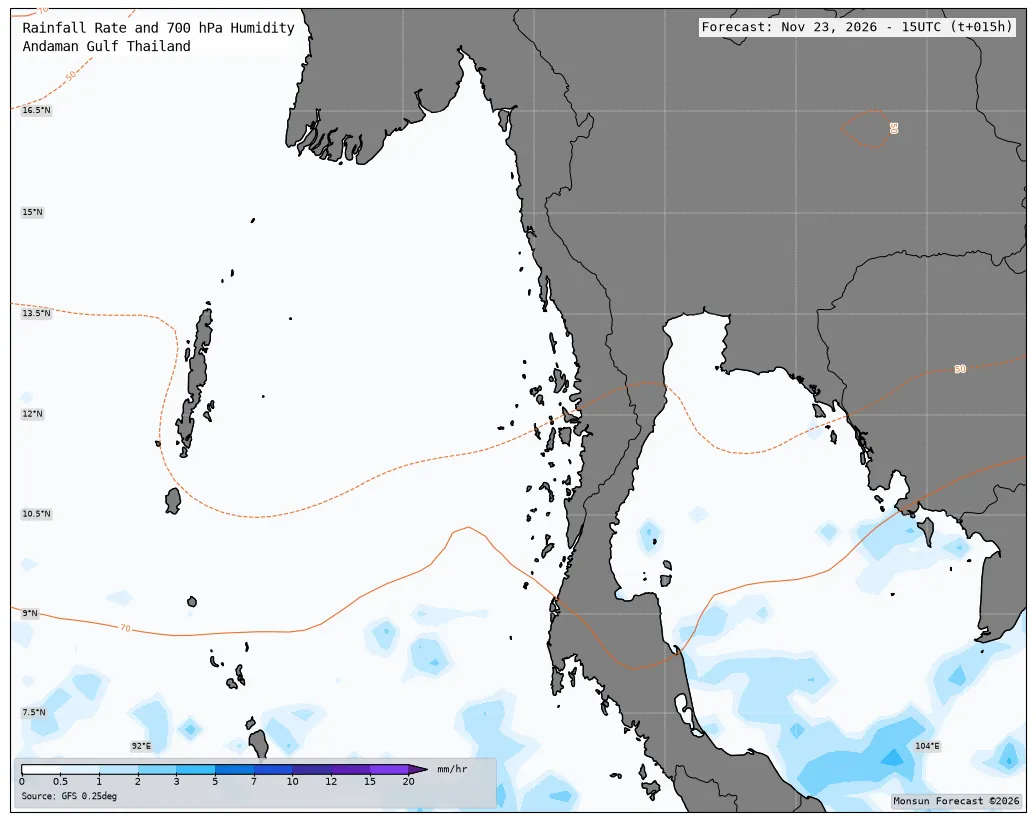 70
Rainfall Rate and 700 hPa Humidity
Andaman Gulf Thailand
Forecast: Nov 23, 2026 - 15UTC (t+015h)
50
16.5°N
50
15°N
13.5°N
50
12°N
10.5°N
9°N
70
7.5°N
92°E
104°E
mm/hr
0 0.5 1 2 3 5 7 10 12 15 20
Source: GFS 0.25deg
Monsun Forecast ©2026